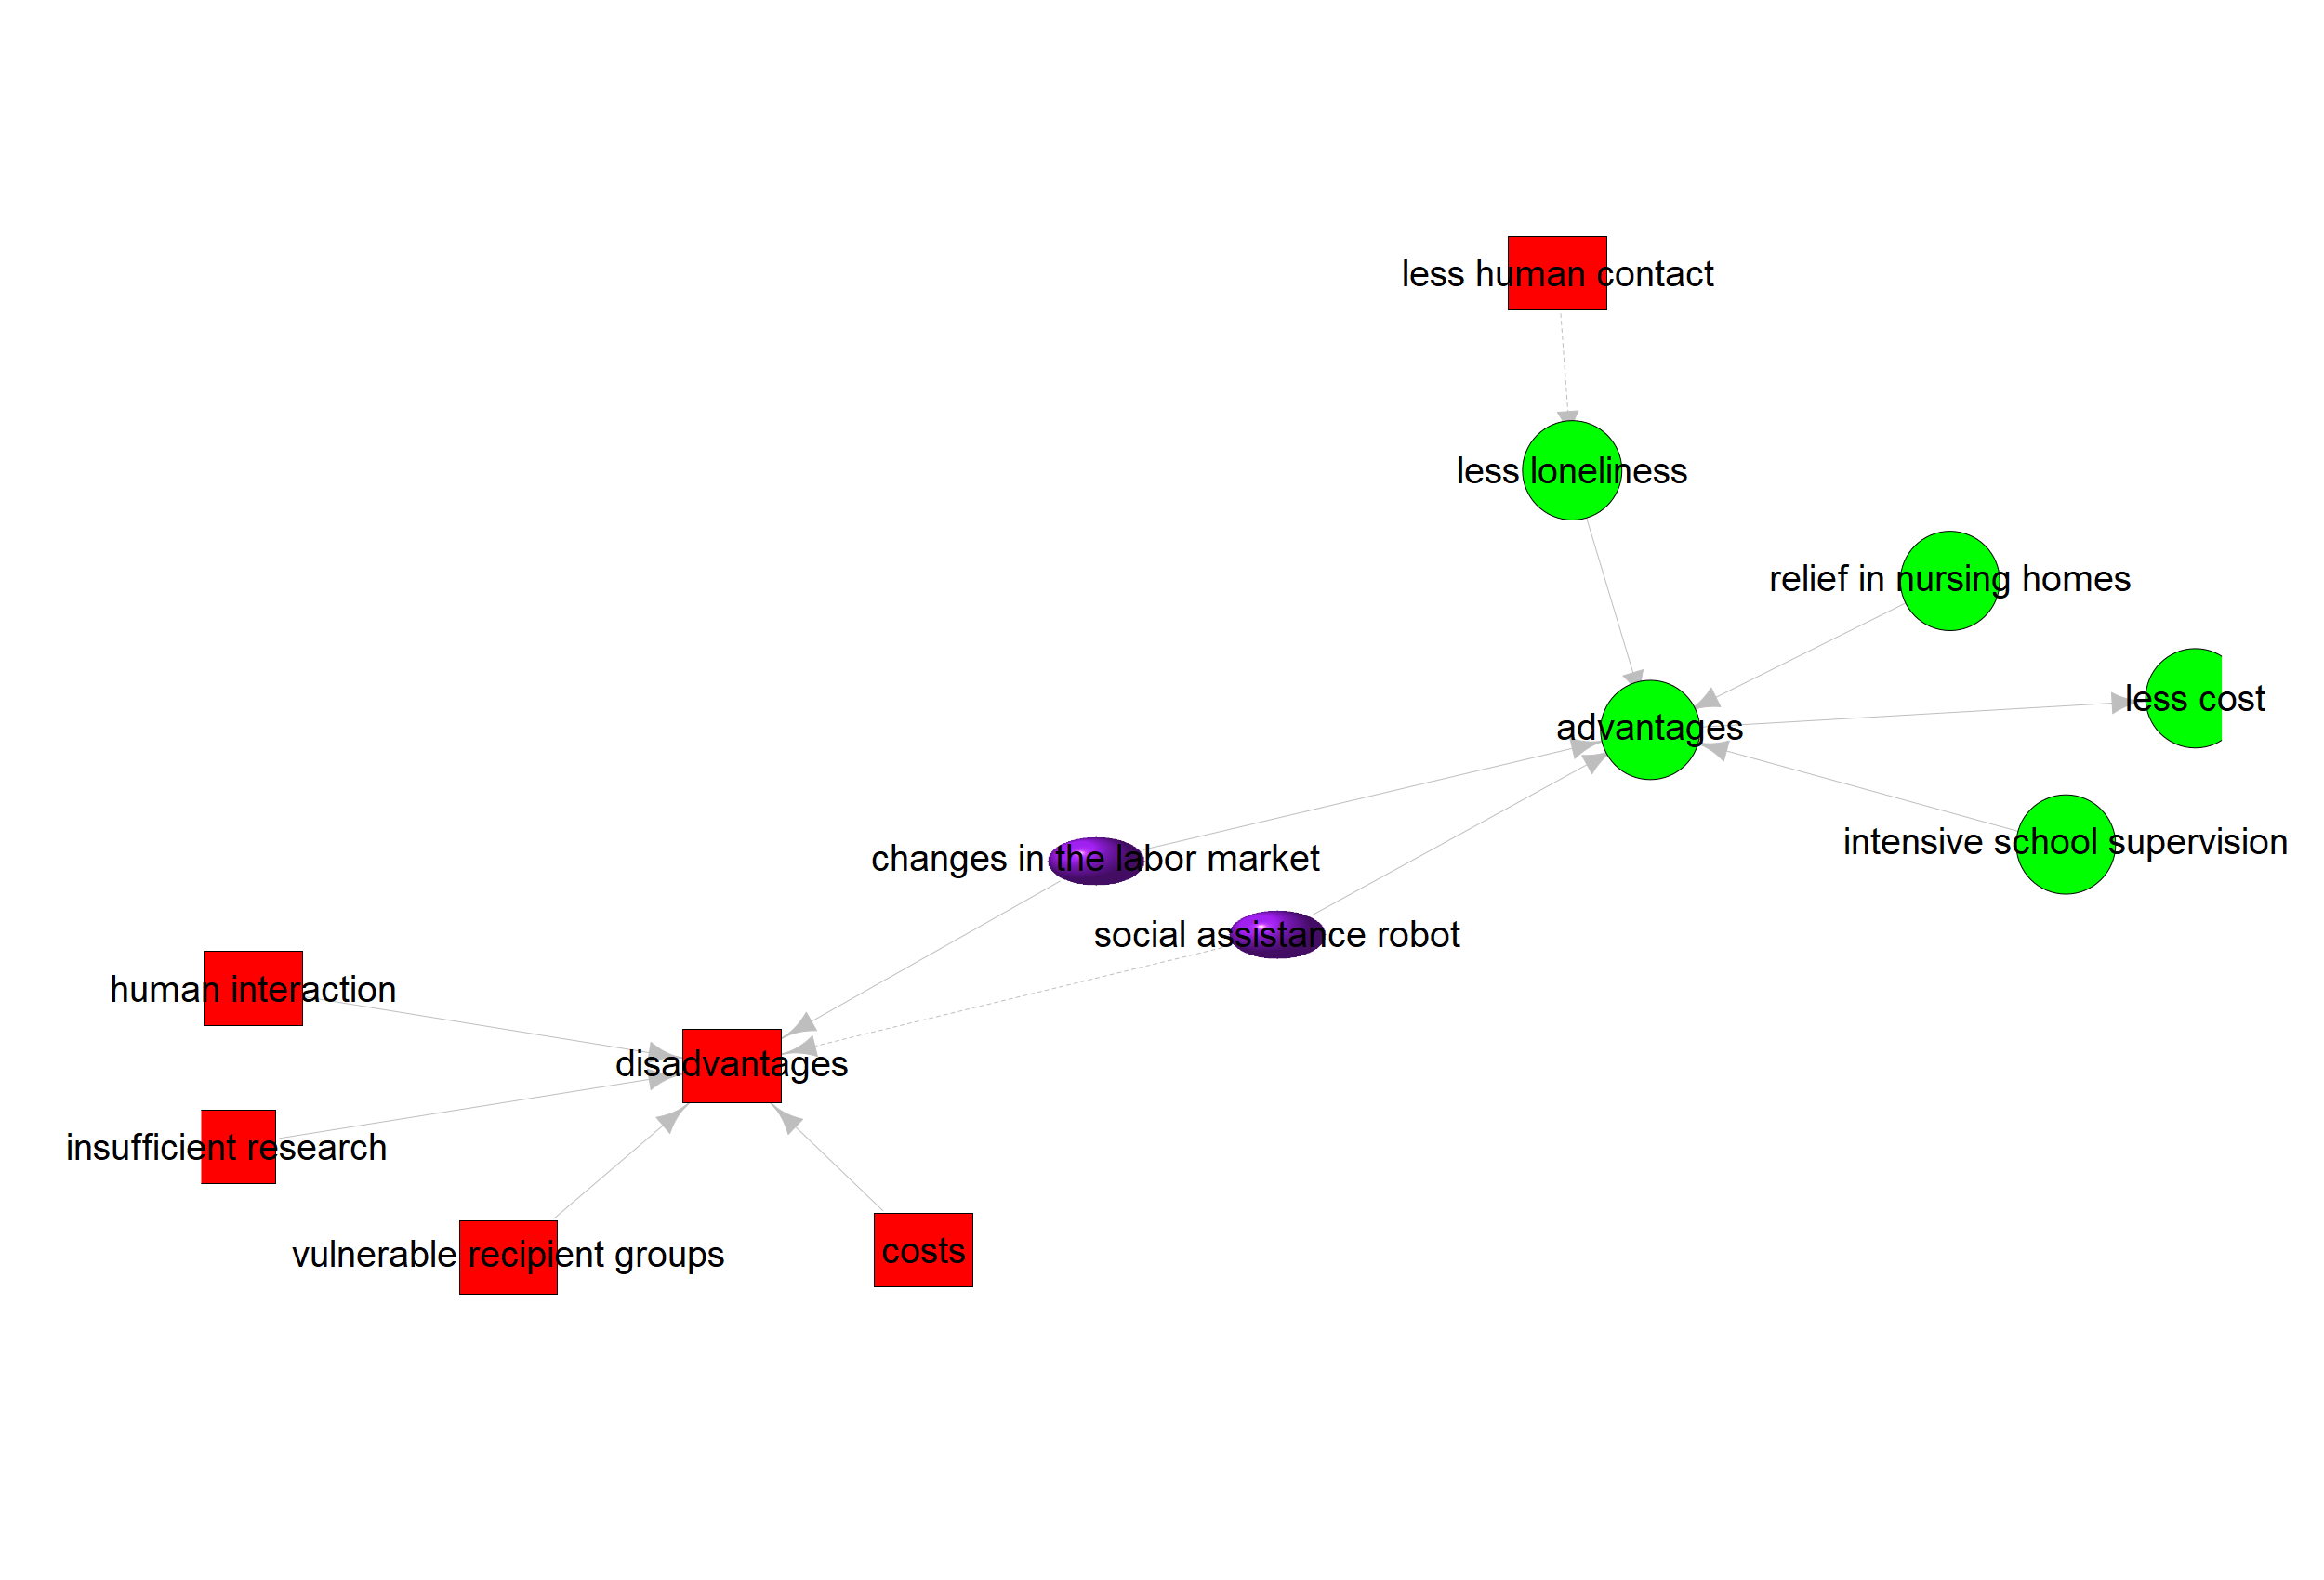 less human contact
less loneliness
relief in nursing homes
less cost
advantages
intensive school supervision
changes in the labor market
social assistance robot
human interaction
disadvantages
insufficient research
vulnerable recipient groups
costs